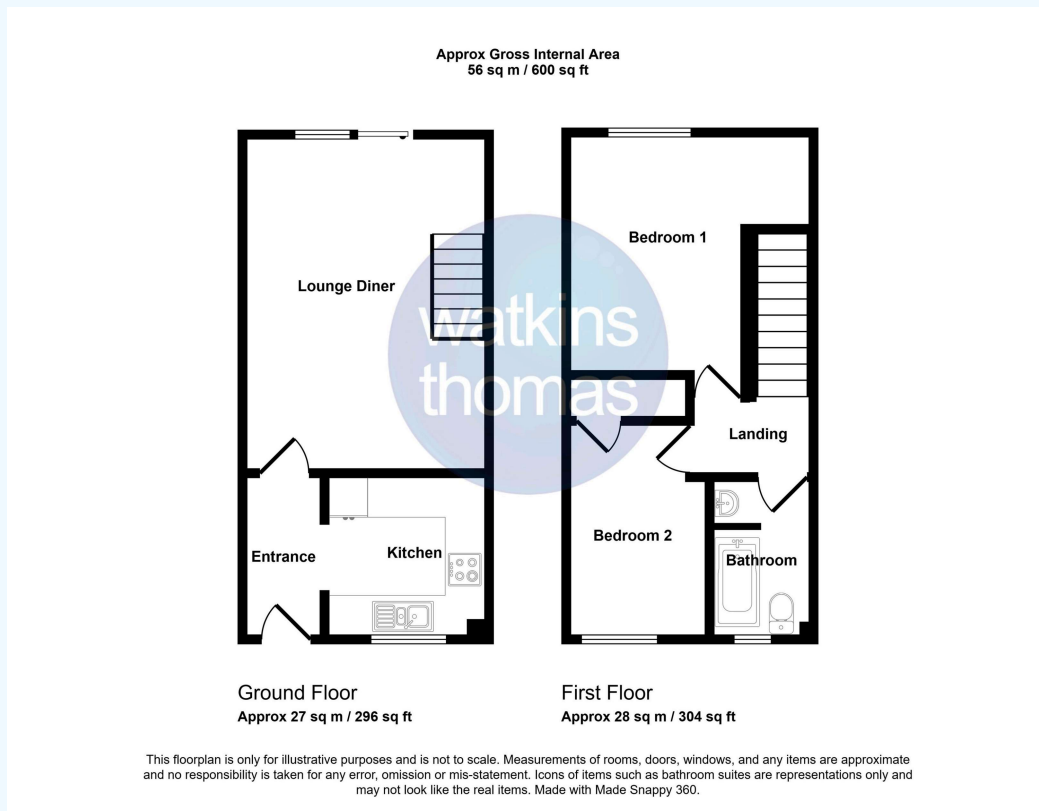 Approx Gross Internal Area
56 sq m / 600 sq ft
Lounge Diner
Entrance
Kitchen
Bedroom 1
Landing
Bedroom 2
Bathroom
watkins
thomas
Ground Floor
Approx 27 sq m / 296 sq ft
First Floor
Approx 28 sq m / 304 sq ft
This floorplan is only for illustrative purposes and is not to scale. Measurements of rooms, doors, windows, and any items are approximate
and no responsibility is taken for any error, omission or mis-statement. Icons of items such as bathroom suites are representations only and
may not look like the real items. Made with Made Snappy 360.